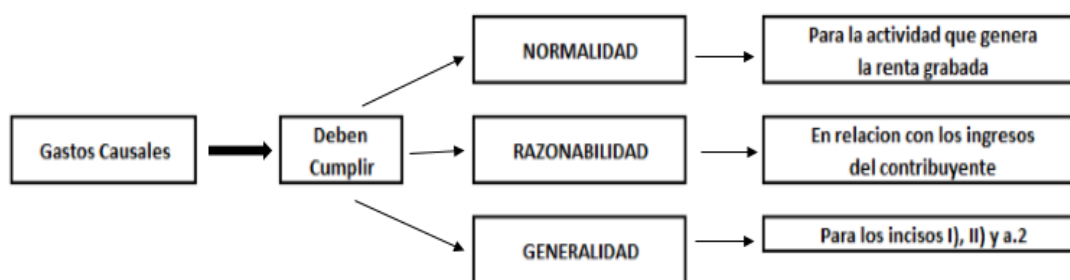 Gastos Causales
Deben
Cumplir
NORMALIDAD
Para la actividad que genera
la renta grabada
RAZONABILIDAD
En relacion con los ingresos
del contribuyente
GENERALIDAD
Para los incisos I), II) y a.2